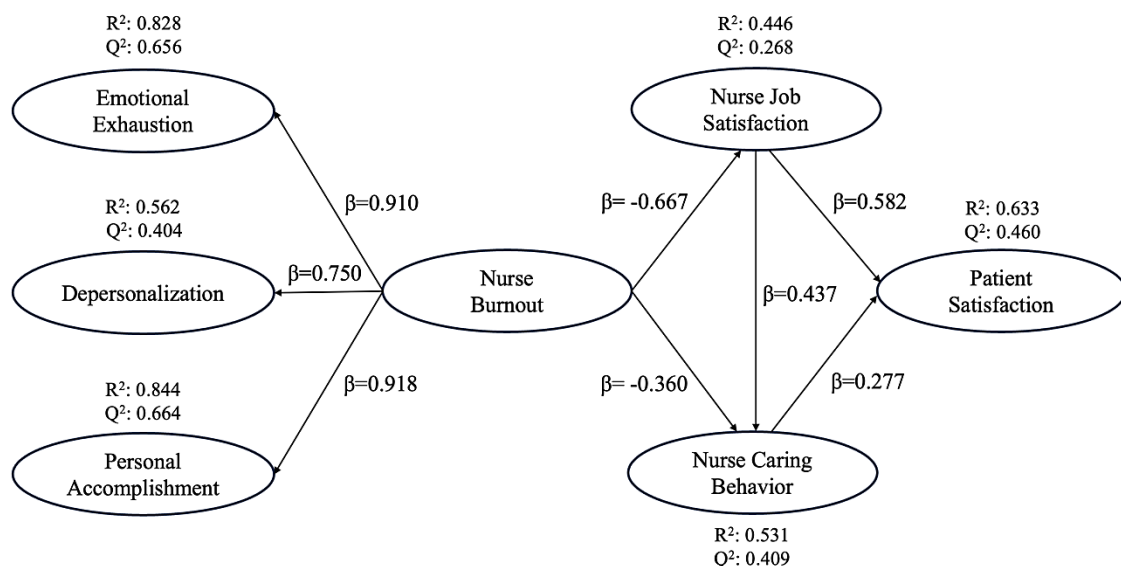 R²: 0.828
Q²: 0.656
Emotional
Exhaustion
R²: 0.446
Q²: 0.268
Nurse Job
Satisfaction
β=0.910
β= -0.667
β=0.582
R²: 0.562
Q²: 0.404
Depersonalization
β=0.750
Nurse
Burnout
β=0.437
R²: 0.633
Q²: 0.460
Patient
Satisfaction
β=0.918
β= -0.360
β=0.277
R²: 0.844
Q²: 0.664
Personal
Accomplishment
Nurse Caring
Behavior
R²: 0.531
Q²: 0.409